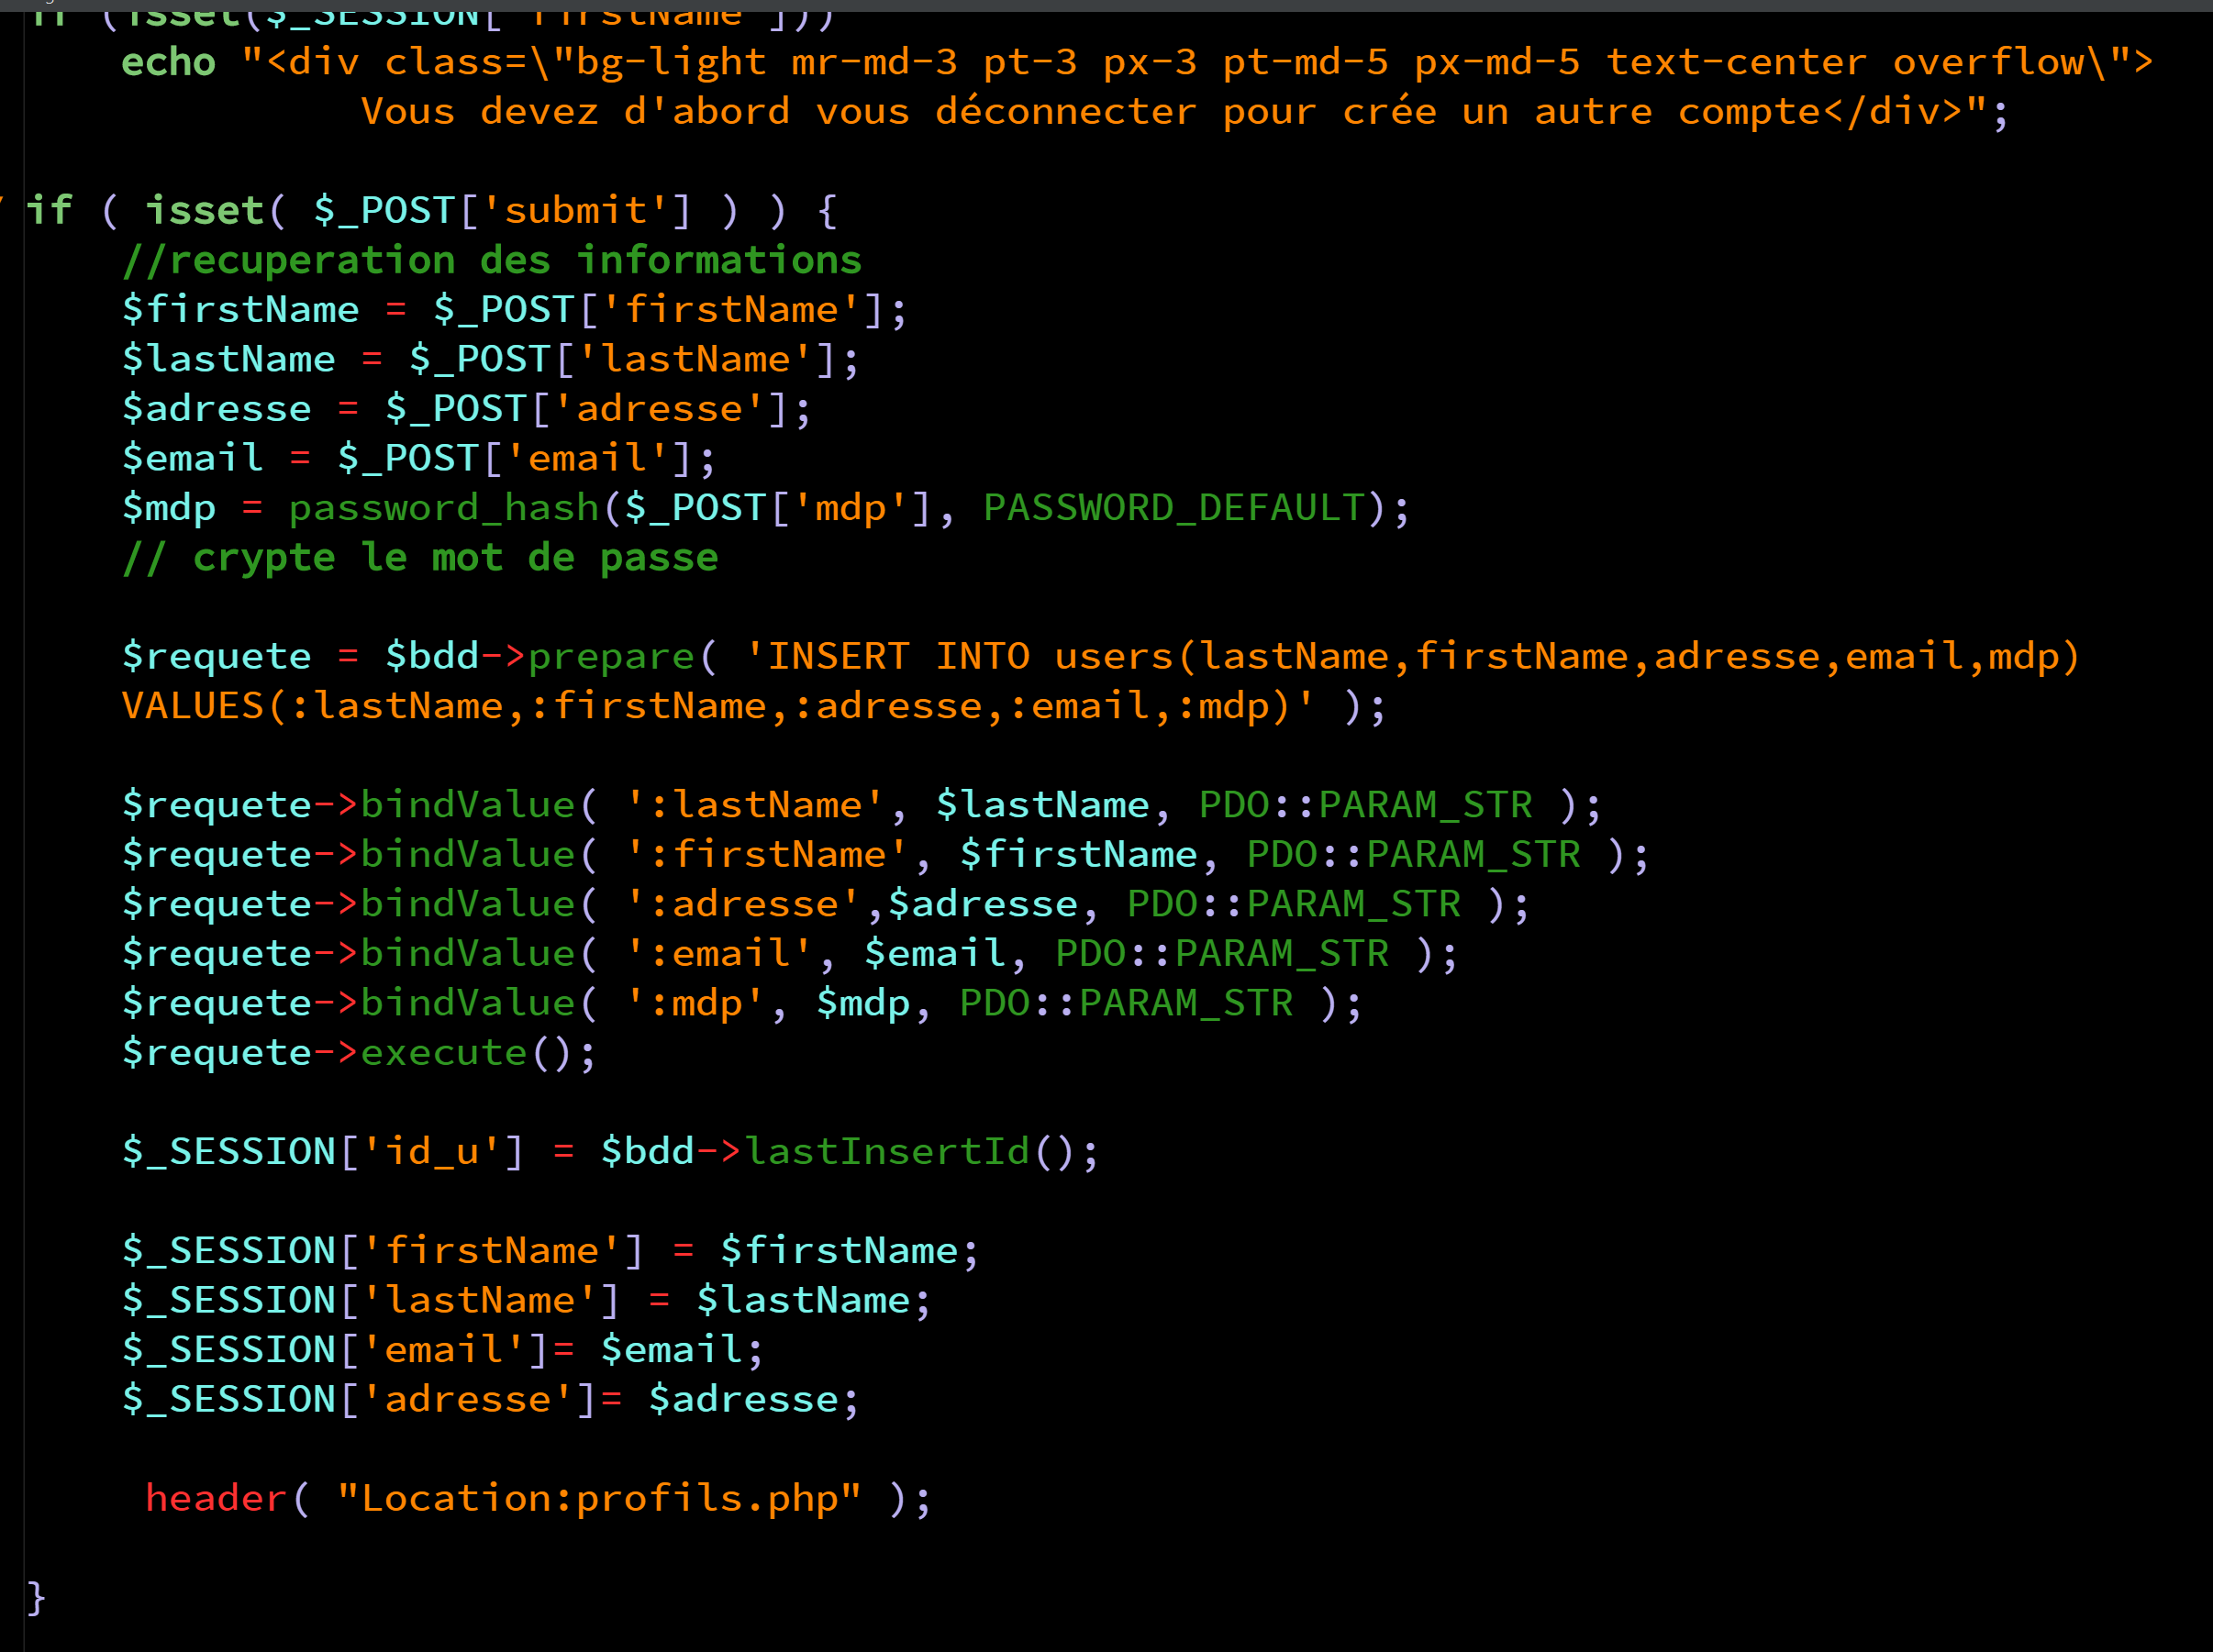 if (isset($_SESSION['firstName']))
echo "<div class=\"bg-light mr-md-3 pt-3 px-3 pt-md-5 px-md-5 text-center overflow\">
Vous devez d'abord vous déconnecter pour crée un autre compte</div>";
if ( isset( $_POST['submit'] ) ) {
//recuperation des informations
$firstName = $_POST['firstName'];
$lastName = $_POST['lastName'];
$adresse = $_POST['adresse'];
$email = $_POST['email'];
$mdp = password_hash($_POST['mdp'], PASSWORD_DEFAULT);
// crypte le mot de passe
$requete = $bdd->prepare( 'INSERT INTO users(lastName,firstName,adresse,email,mdp)
VALUES(:lastName,:firstName,:adresse,:email,:mdp)' );
$requete->bindValue( ':lastName', $lastName, PDO::PARAM_STR );
$requete->bindValue( ':firstName', $firstName, PDO::PARAM_STR );
$requete->bindValue( ':adresse',$adresse, PDO::PARAM_STR );
$requete->bindValue( ':email', $email, PDO::PARAM_STR );
$requete->bindValue( ':mdp', $mdp, PDO::PARAM_STR );
$requete->execute();
$_SESSION['id_u'] = $bdd->lastInsertId();
$_SESSION['firstName'] = $firstName;
$_SESSION['lastName'] = $lastName;
$_SESSION['email']= $email;
$_SESSION['adresse']= $adresse;
header( "Location:profils.php" );
}